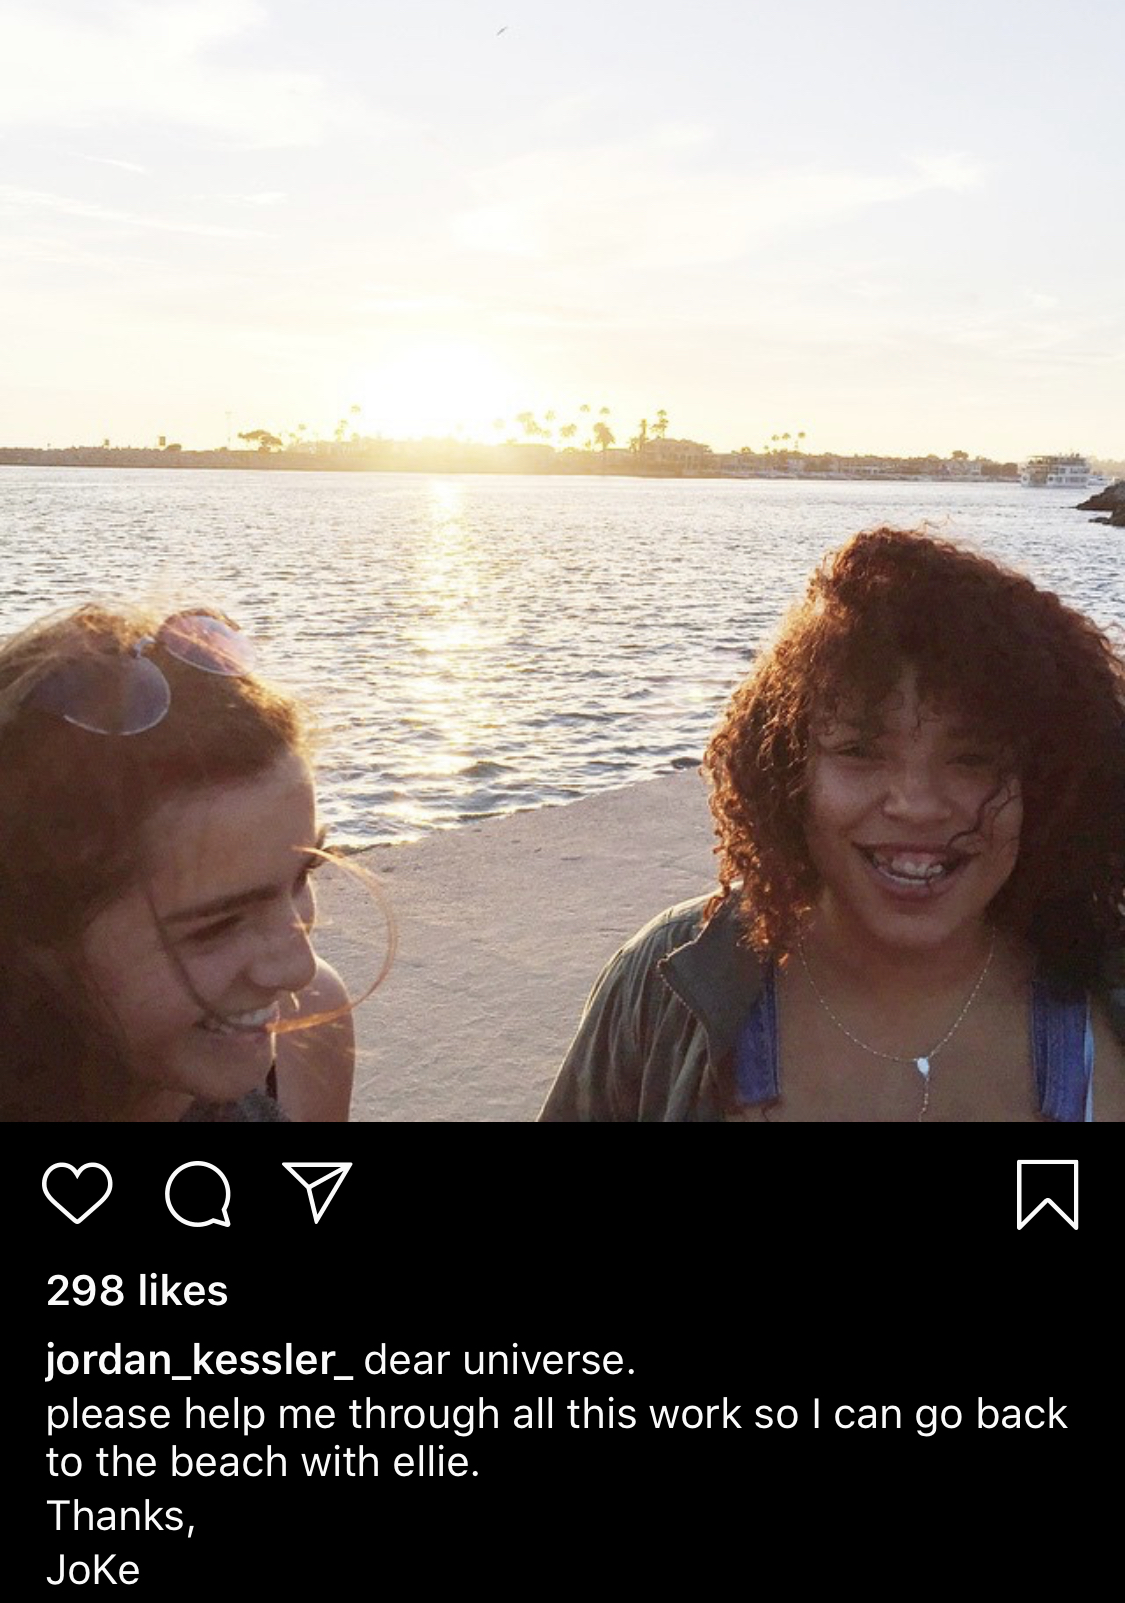 298 likes
jordan_kessler_ dear universe.
please help me through all this work so I can go back
to the beach with ellie.
Thanks,
JoKe